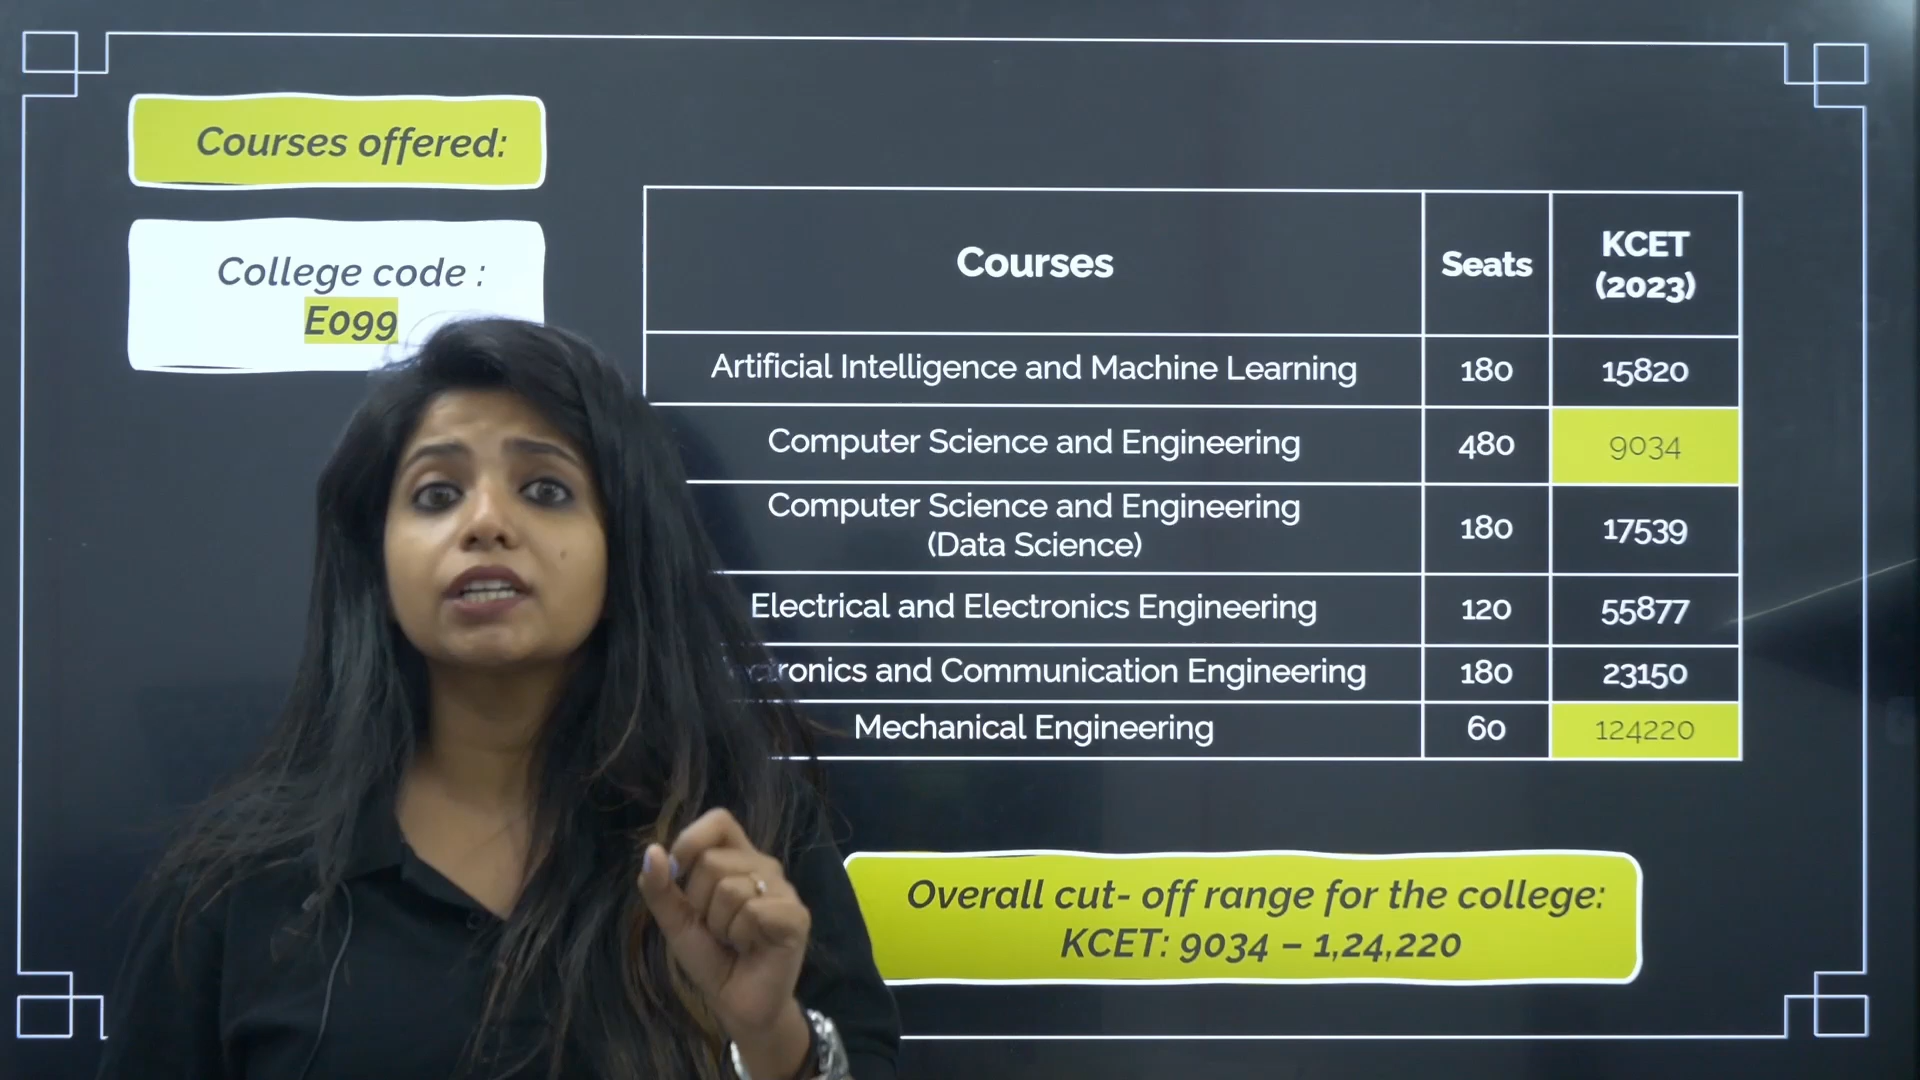 Courses offered:
College code :
E099
Courses Seats KCET
(2023)
Artificial Intelligence and Machine Learning 180 15820
Computer Science and Engineering 480 9034
Computer Science and Engineering
(Data Science) 180 17539
Electrical and Electronics Engineering 120 55877
and Communication Engineering 180 23150
Mechanical Engineering 60 124220
Overall cut- off range for the college:
KCET: 9034 – 1,24,220